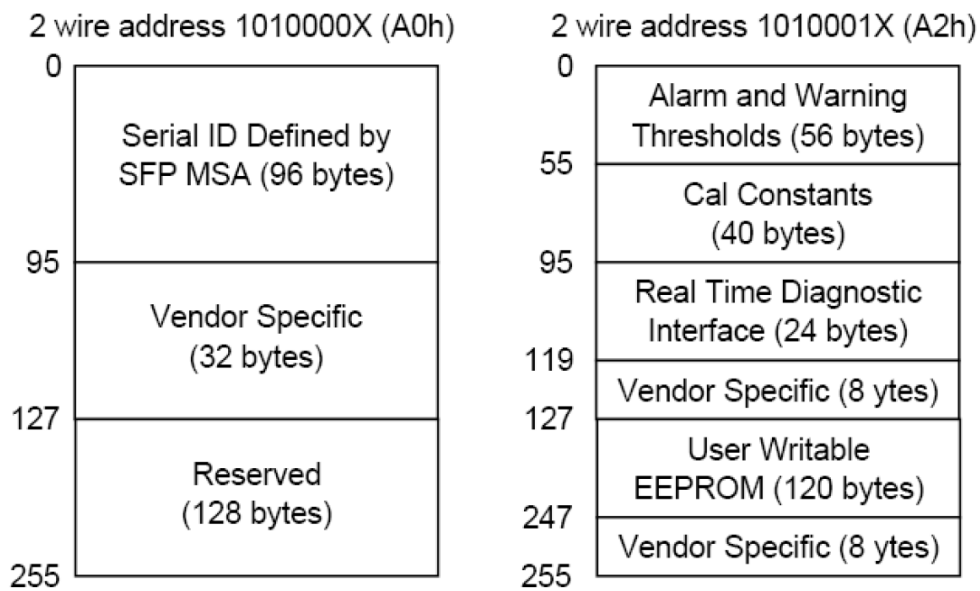 2 wire address 1010000X (A0h)
0
Serial ID Defined by
SFP MSA (96 bytes)
95
Vendor Specific
(32 bytes)
127
Reserved
(128 bytes)
255
2 wire address 1010001X (A2h)
0
Alarm and Warning
Thresholds (56 bytes)
55
Cal Constants
(40 bytes)
95
Real Time Diagnostic
Interface (24 bytes)
119
Vendor Specific (8 ytes)
127
User Writable
EEPROM (120 bytes)
247
Vendor Specific (8 ytes)
255